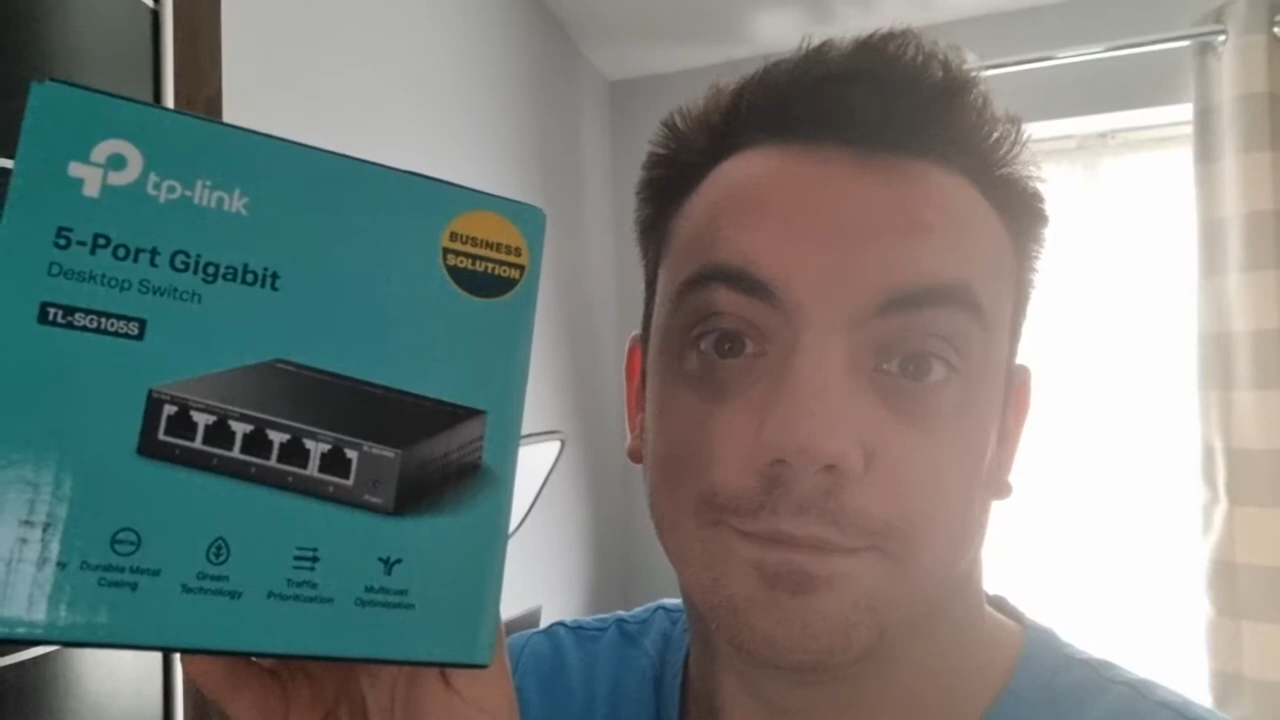 tp-link
5-Port Gigabit
Desktop Switch
TL-SG105S
BUSINESS
SOLUTION
Durable Metal
Casing
Green
Technology
Traffic
Prioritization
Multicast
Optimization